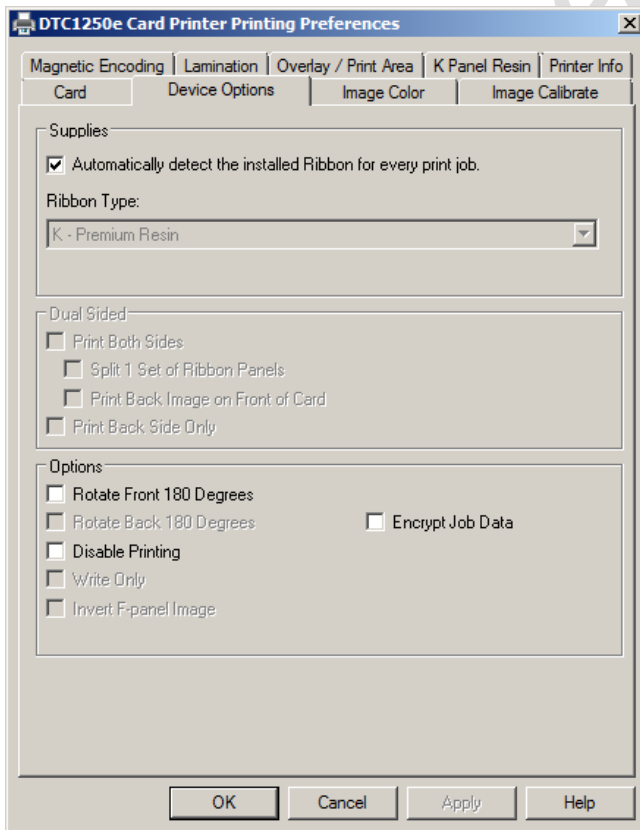 DTC1250e Card Printer Printing Preferences
Magnetic Encoding Lamination Overlay / Print Area K Panel Resin Printer Info
Card Device Options Image Color Image Calibrate
Supplies
Automatically detect the installed Ribbon for every print job.
Ribbon Type:
K - Premium Resin
Dual Sided
Print Both Sides
Split 1 Set of Ribbon Panels
Print Back Image on Front of Card
Print Back Side Only
Options
Rotate Front 180 Degrees
Rotate Back 180 Degrees Encrypt Job Data
Disable Printing
Write Only
Invert F-panel Image
OK Cancel Apply Help